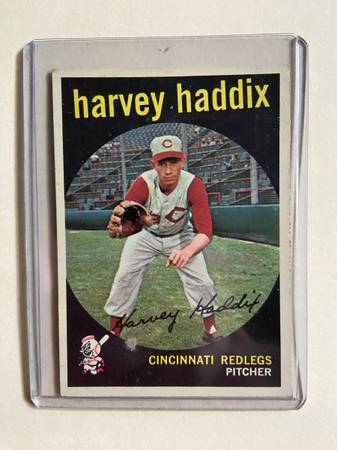 harvey haddix
C
C
Harvey Haddix
CINCINNATI REDLEGS
PITCHER